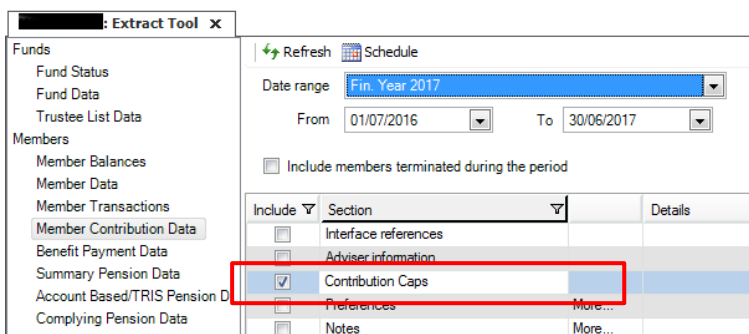 : Extract Tool X
Funds
Fund Status
Fund Data
Trustee List Data
Members
Member Balances
Member Data
Member Transactions
Member Contribution Data
Benefit Payment Data
Summary Pension Data
Account Based/TRIS Pension D
Complying Pension Data
Refresh Schedule
Date range Fin. Year 2017
From 01/07/2016 To 30/06/2017
Include members terminated during the period
Include Section Details
Interface references
Adviser information
Contribution Caps
Preferences More...
Notes More...